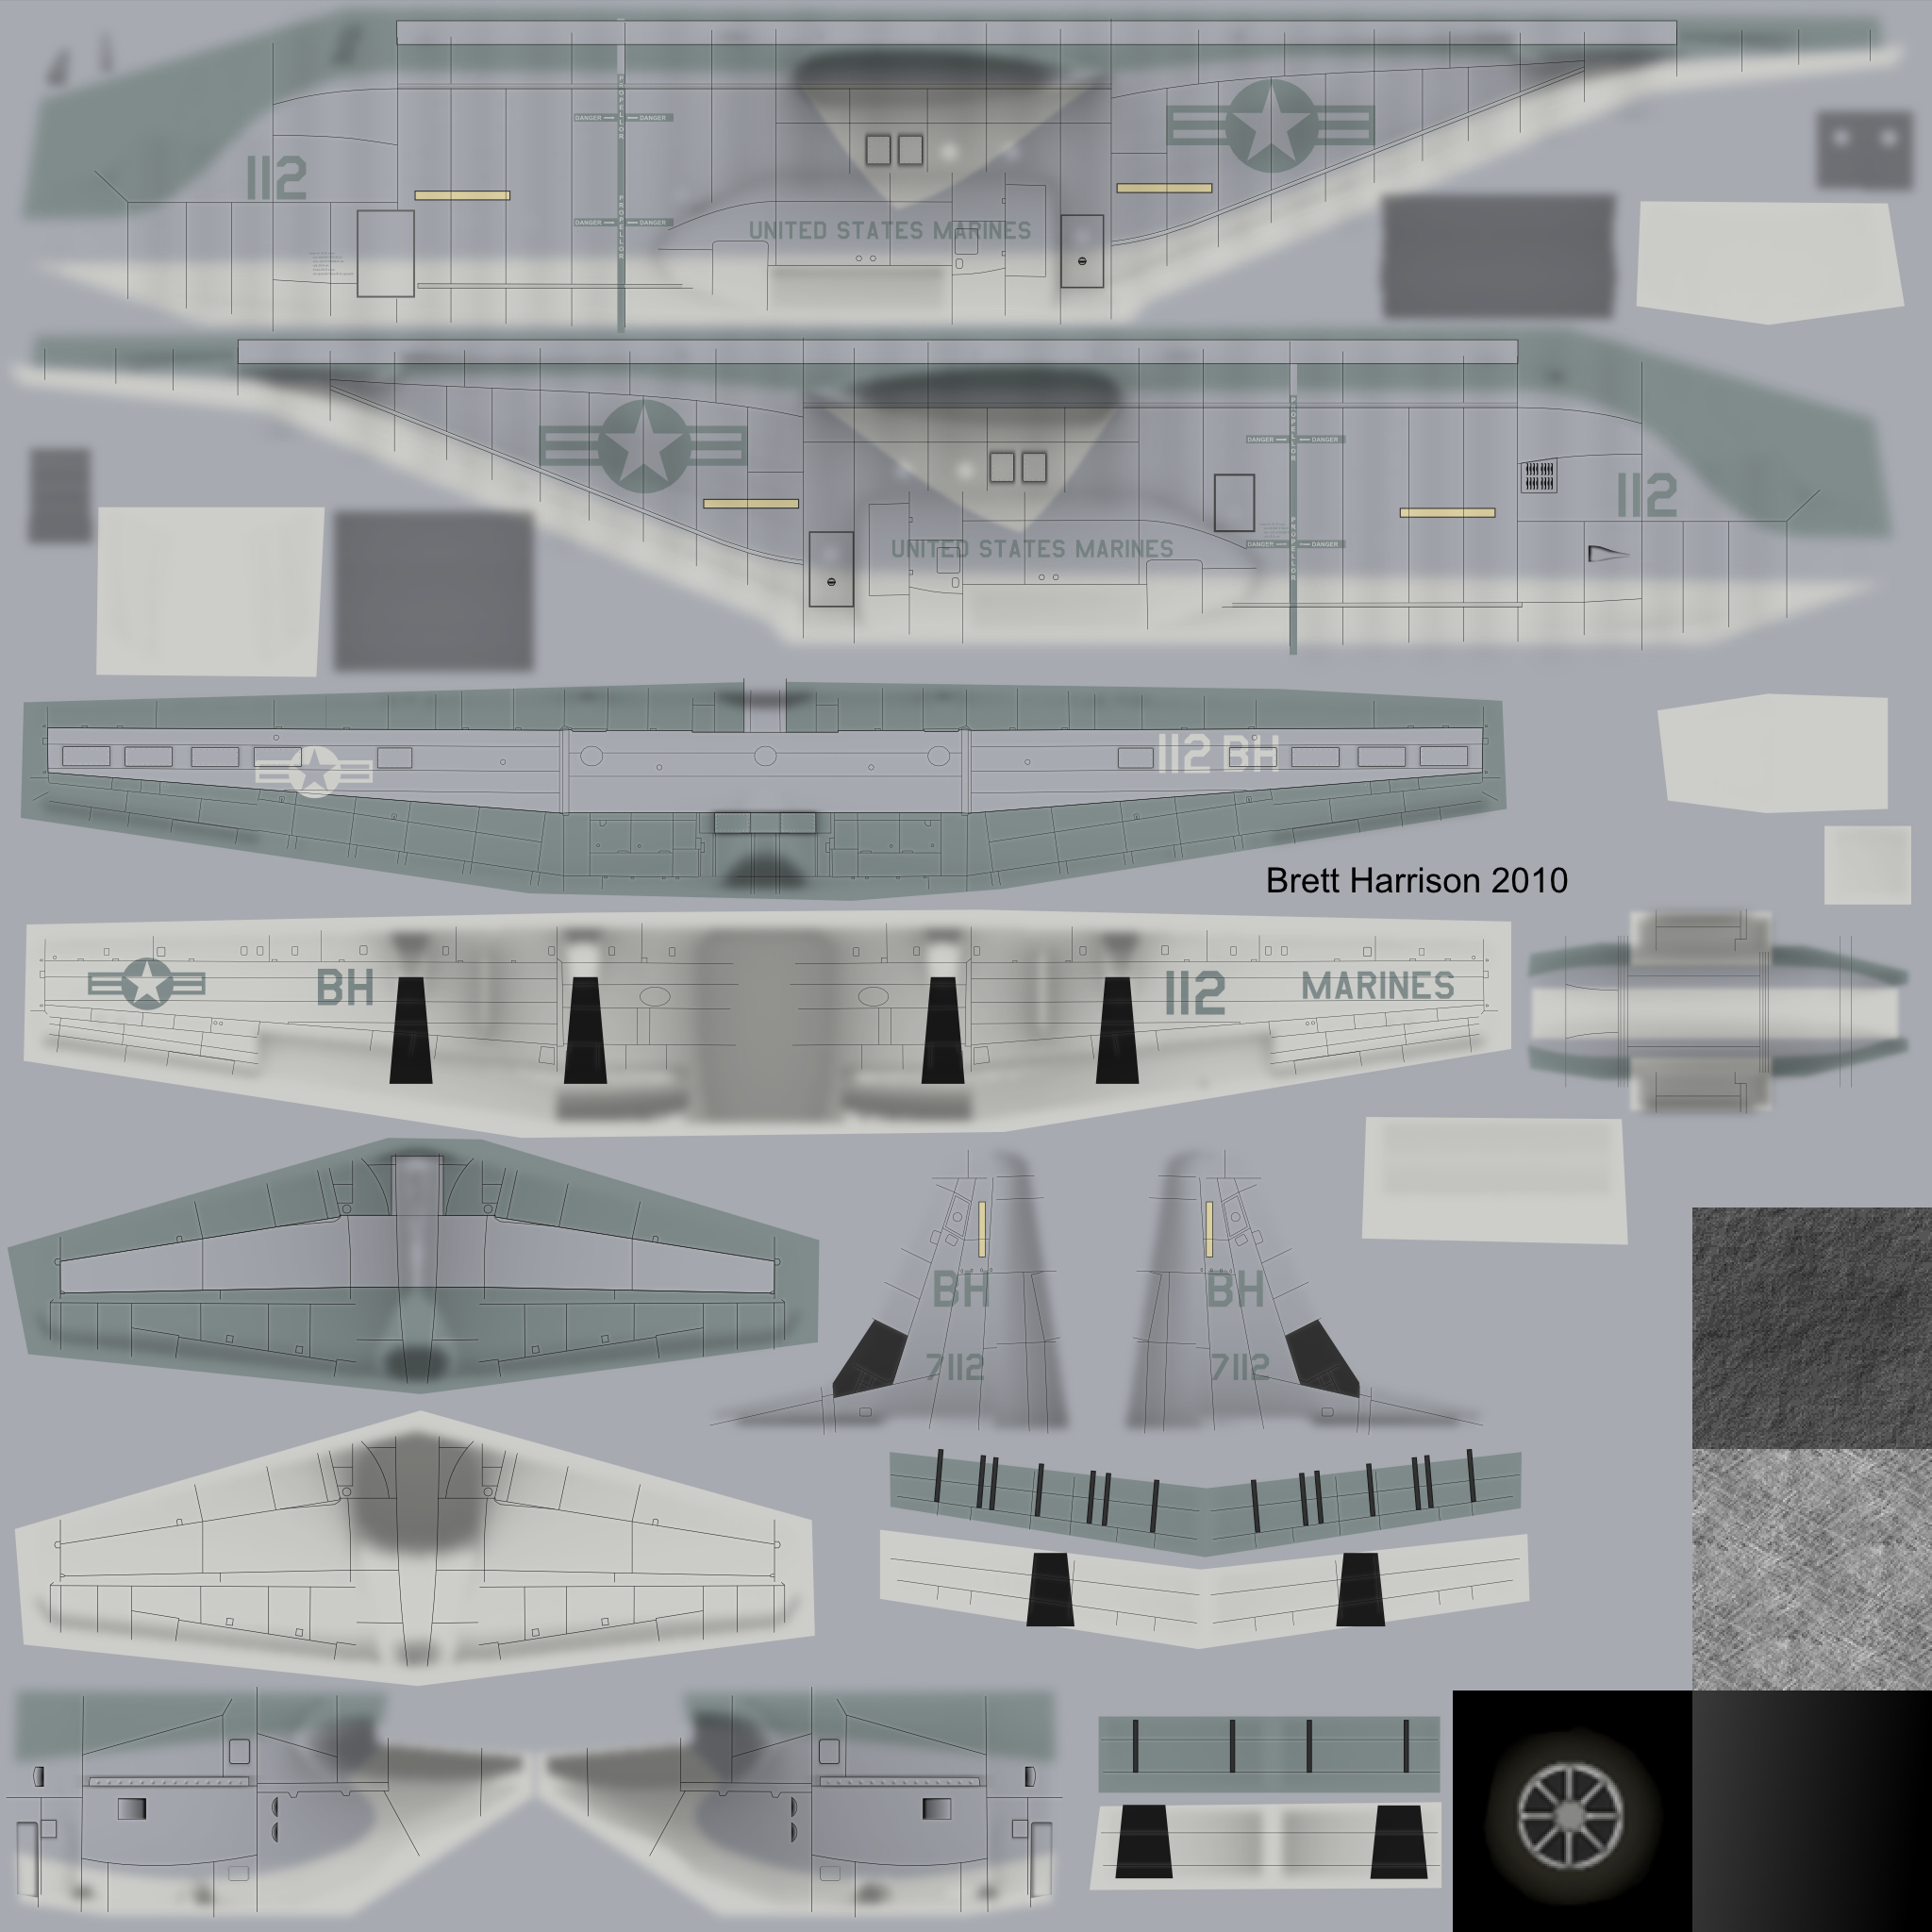 112
DANGER DANGER
PROPELLOR
PROPELLOR
DANGER DANGER
UNITED STATES MARINES
DANGER DANGER
PROPELLOR
112
PROPELLOR
DANGER DANGER
UNITED STATES MARINES
112 BH
Brett Harrison 2010
BH
112
MARINES
BH
BH
7112
7112